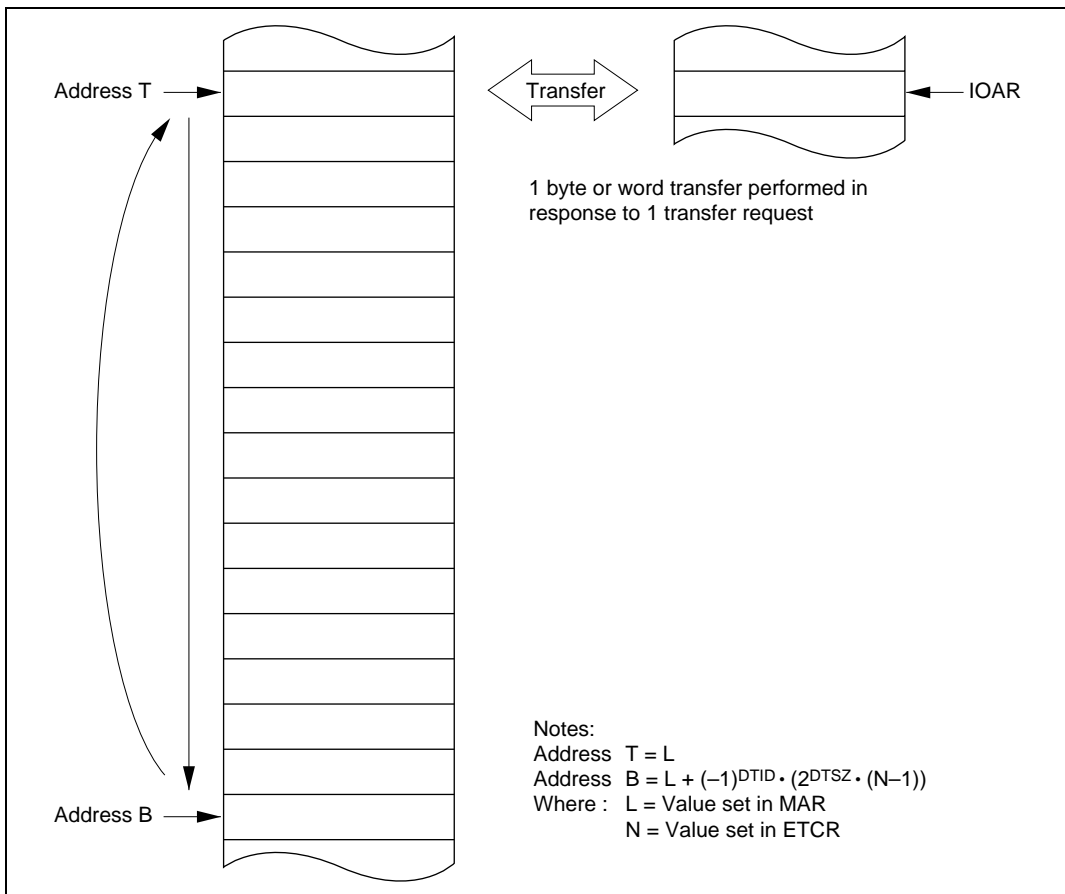 Address T
Transfer
IOAR
1 byte or word transfer performed in
response to 1 transfer request
Address B
Notes:
Address T = L
Address B = L + (–1)^DTID · (2^DTSZ · (N–1))
Where : L = Value set in MAR
N = Value set in ETCR